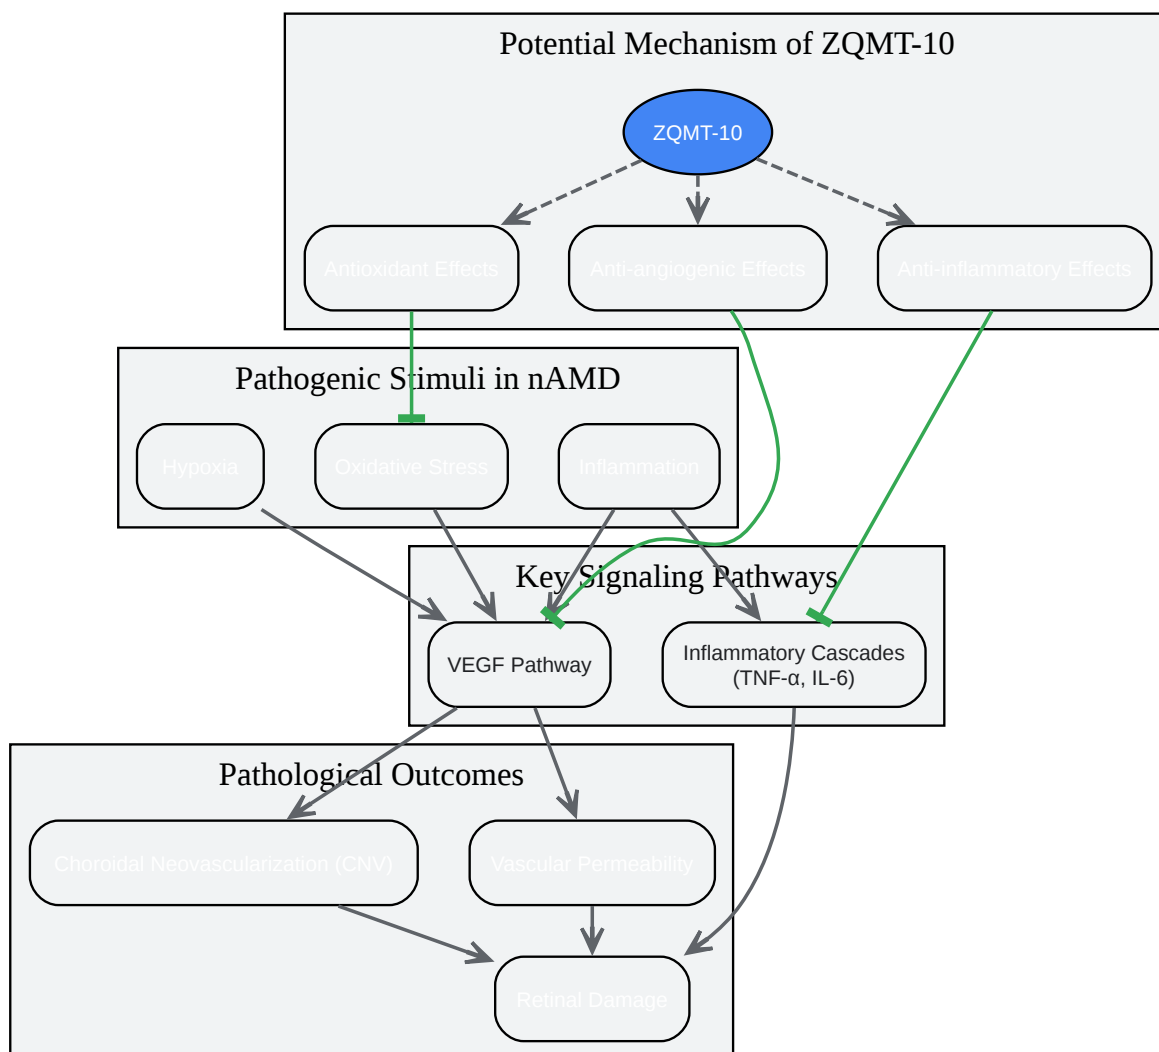 Potential Mechanism of ZQMT-10
ZQMT-10
Antioxidant Effects
Anti-angiogenic Effects
Anti-inflammatory Effects
Pathogenic Stimuli in nAMD
Hypoxia
Oxidative Stress
Inflammation
Key Signaling Pathways
VEGF Pathway
Inflammatory Cascades
(TNF-α, IL-6)
Pathological Outcomes
Choroidal Neovascularization (CNV)
Vascular Permeability
Retinal Damage